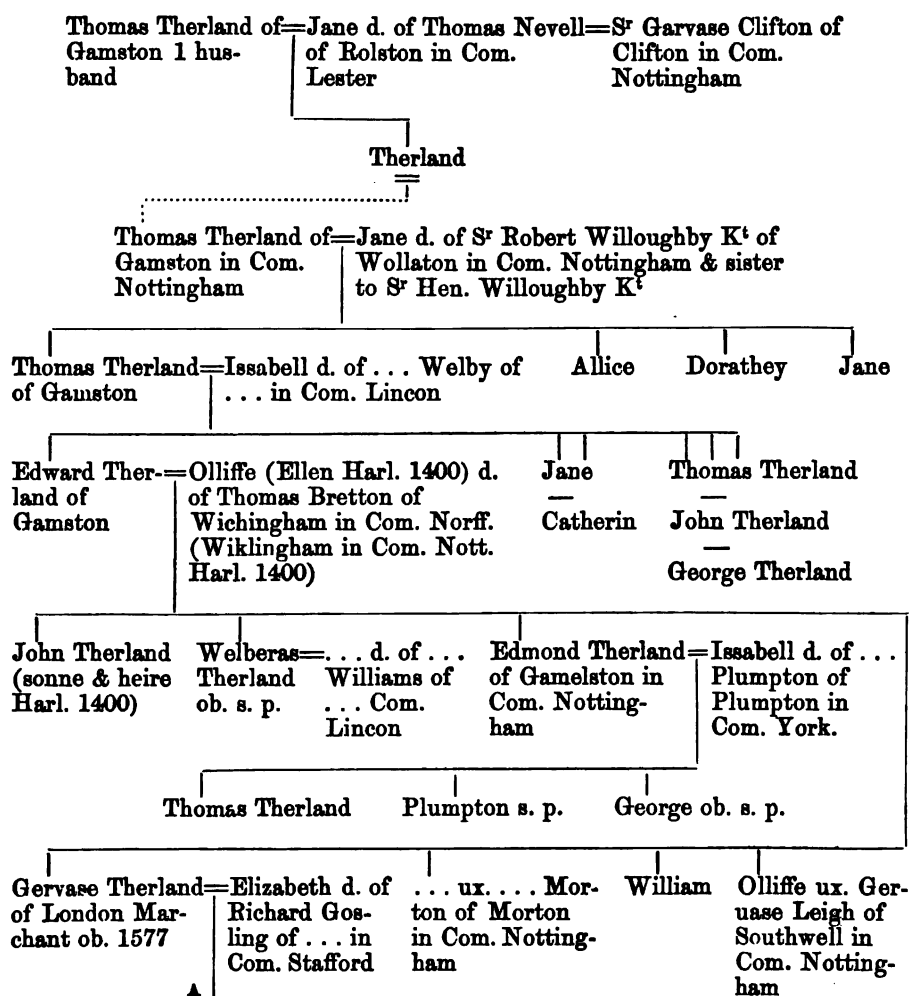 Thomas Therland of=Jane d. of Thomas Nevell=Sʳ Garvase Clifton of
Gamston 1 hus- of Rolston in Com. Clifton in Com.
band Lester Nottingham
Therland
=
Thomas Therland of=Jane d. of Sʳ Robert Willoughby Kᵗ of
Gamston in Com. Wollaton in Com. Nottingham & sister
Nottingham to Sʳ Hen. Willoughby Kᵗ
Thomas Therland=Issabell d. of . . . Welby of Allice Dorathey Jane
of Gamston . . . in Com. Lincon
Edward Ther-=Olliffe (Ellen Harl. 1400) d. Jane Thomas Therland
land of of Thomas Bretton of — —
Gamston Wichingham in Com. Norff. Catherin John Therland
(Wiklingham in Com. Nott. —
Harl. 1400) George Therland
John Therland Welberas=. . . d. of . . . Edmond Therland=Issabell d. of . . .
(sonne & heire Therland Williams of of Gamelston in Plumpton of
Harl. 1400) ob. s. p. . . . Com. Com. Notting- Plumpton in
Lincon ham Com. York.
Thomas Therland Plumpton s. p. George ob. s. p.
Gervase Therland=Elizabeth d. of . . . ux. . . . Mor- William Olliffe ux. Ger-
of London Mar- Richard Gos- ton of Morton uase Leigh of
chant ob. 1577 ling of . . . in in Com. Notting- Southwell in
Com. Stafford ham Com. Notting-
A ham